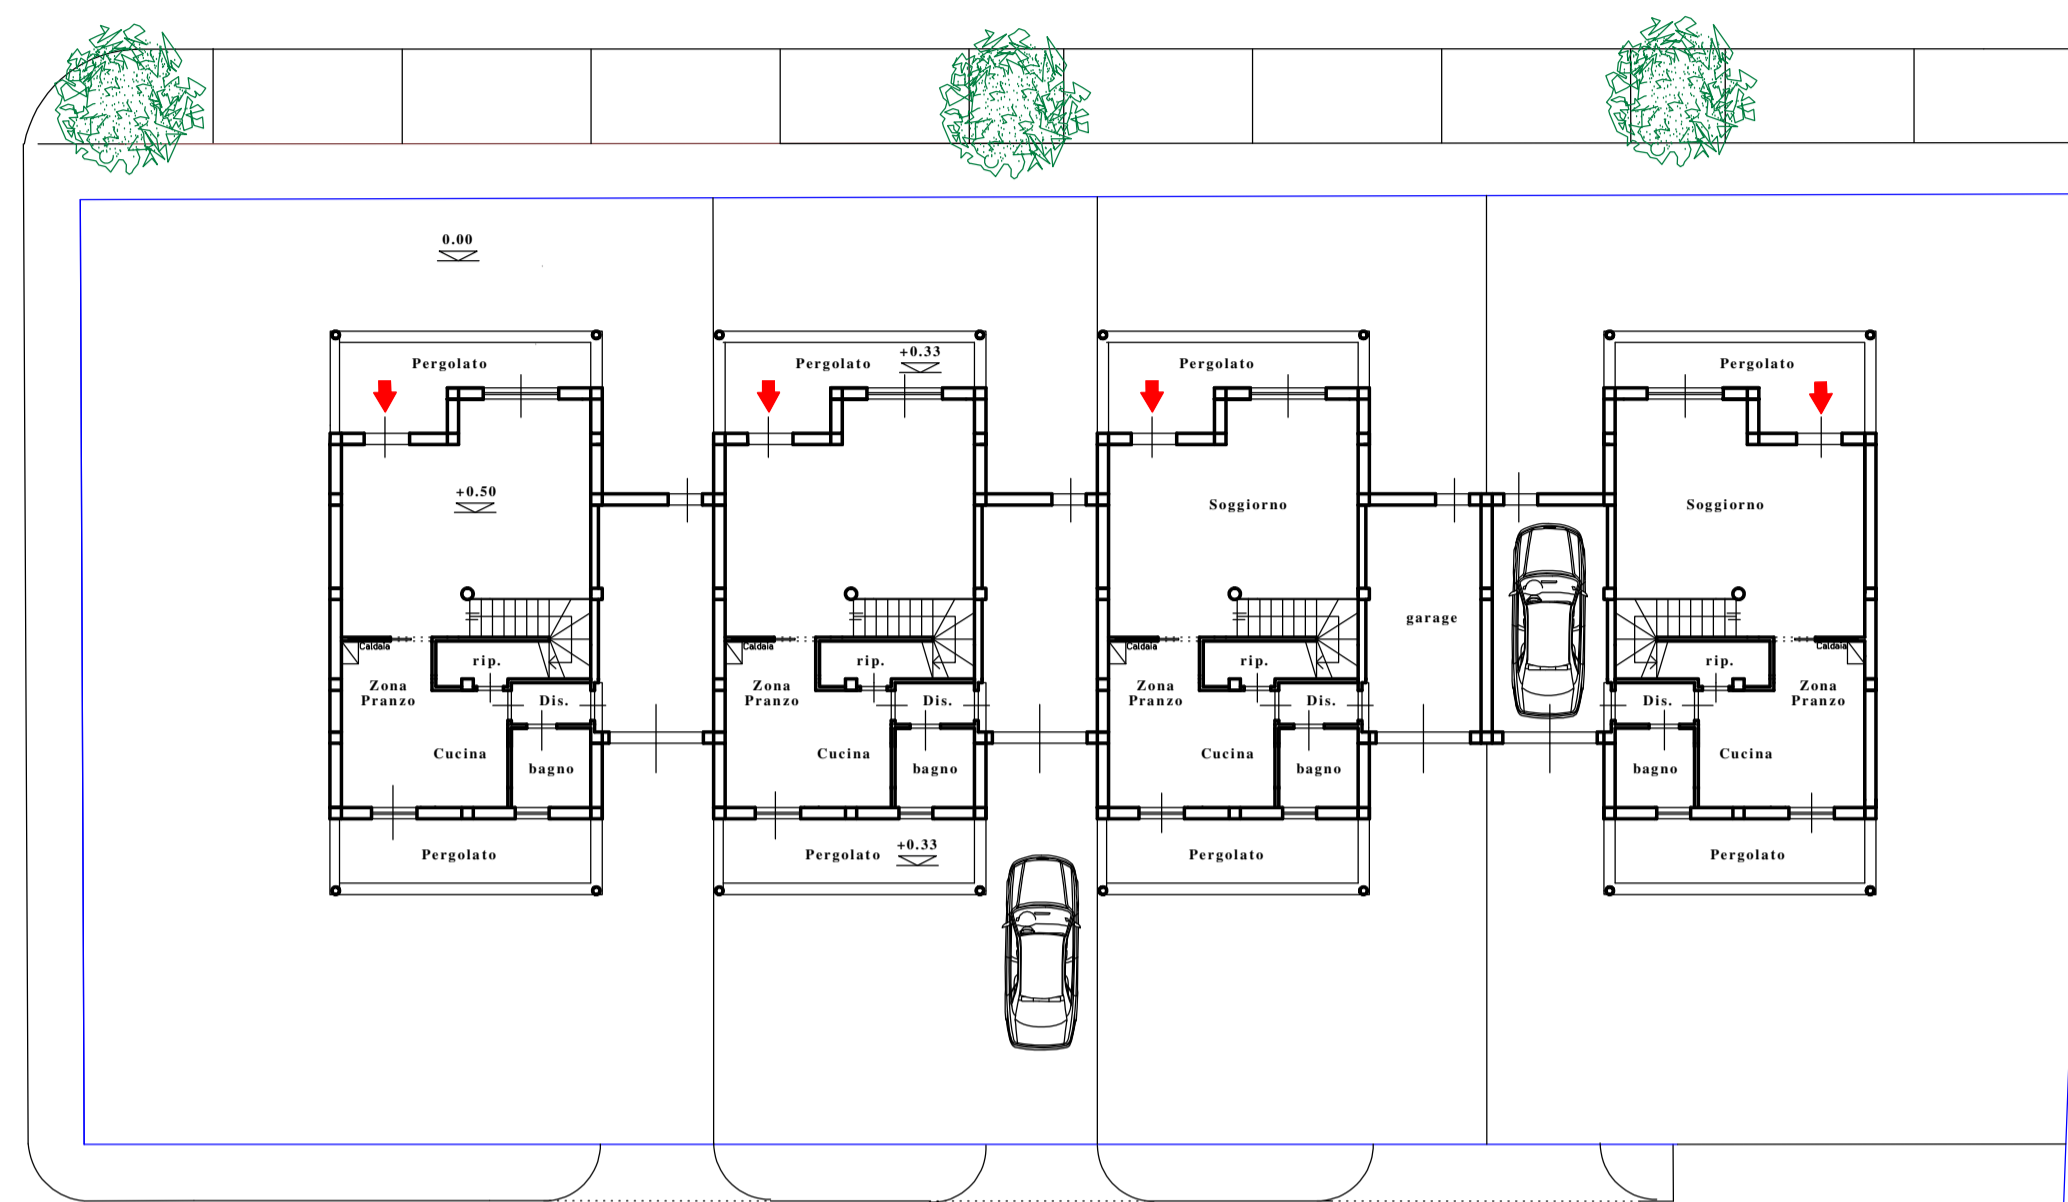 0.00
Pergolato
Pergolato
+0.33
Pergolato
Pergolato
+0.50
Soggiorno
Soggiorno
garage
Caldaia
Caldaia
Caldaia
Caldaia
rip.
rip.
rip.
rip.
Zona
Pranzo
Zona
Pranzo
Zona
Pranzo
Zona
Pranzo
Dis.
Dis.
Dis.
Dis.
Cucina
Cucina
Cucina
Cucina
bagno
bagno
bagno
bagno
Pergolato
Pergolato
+0.33
Pergolato
Pergolato